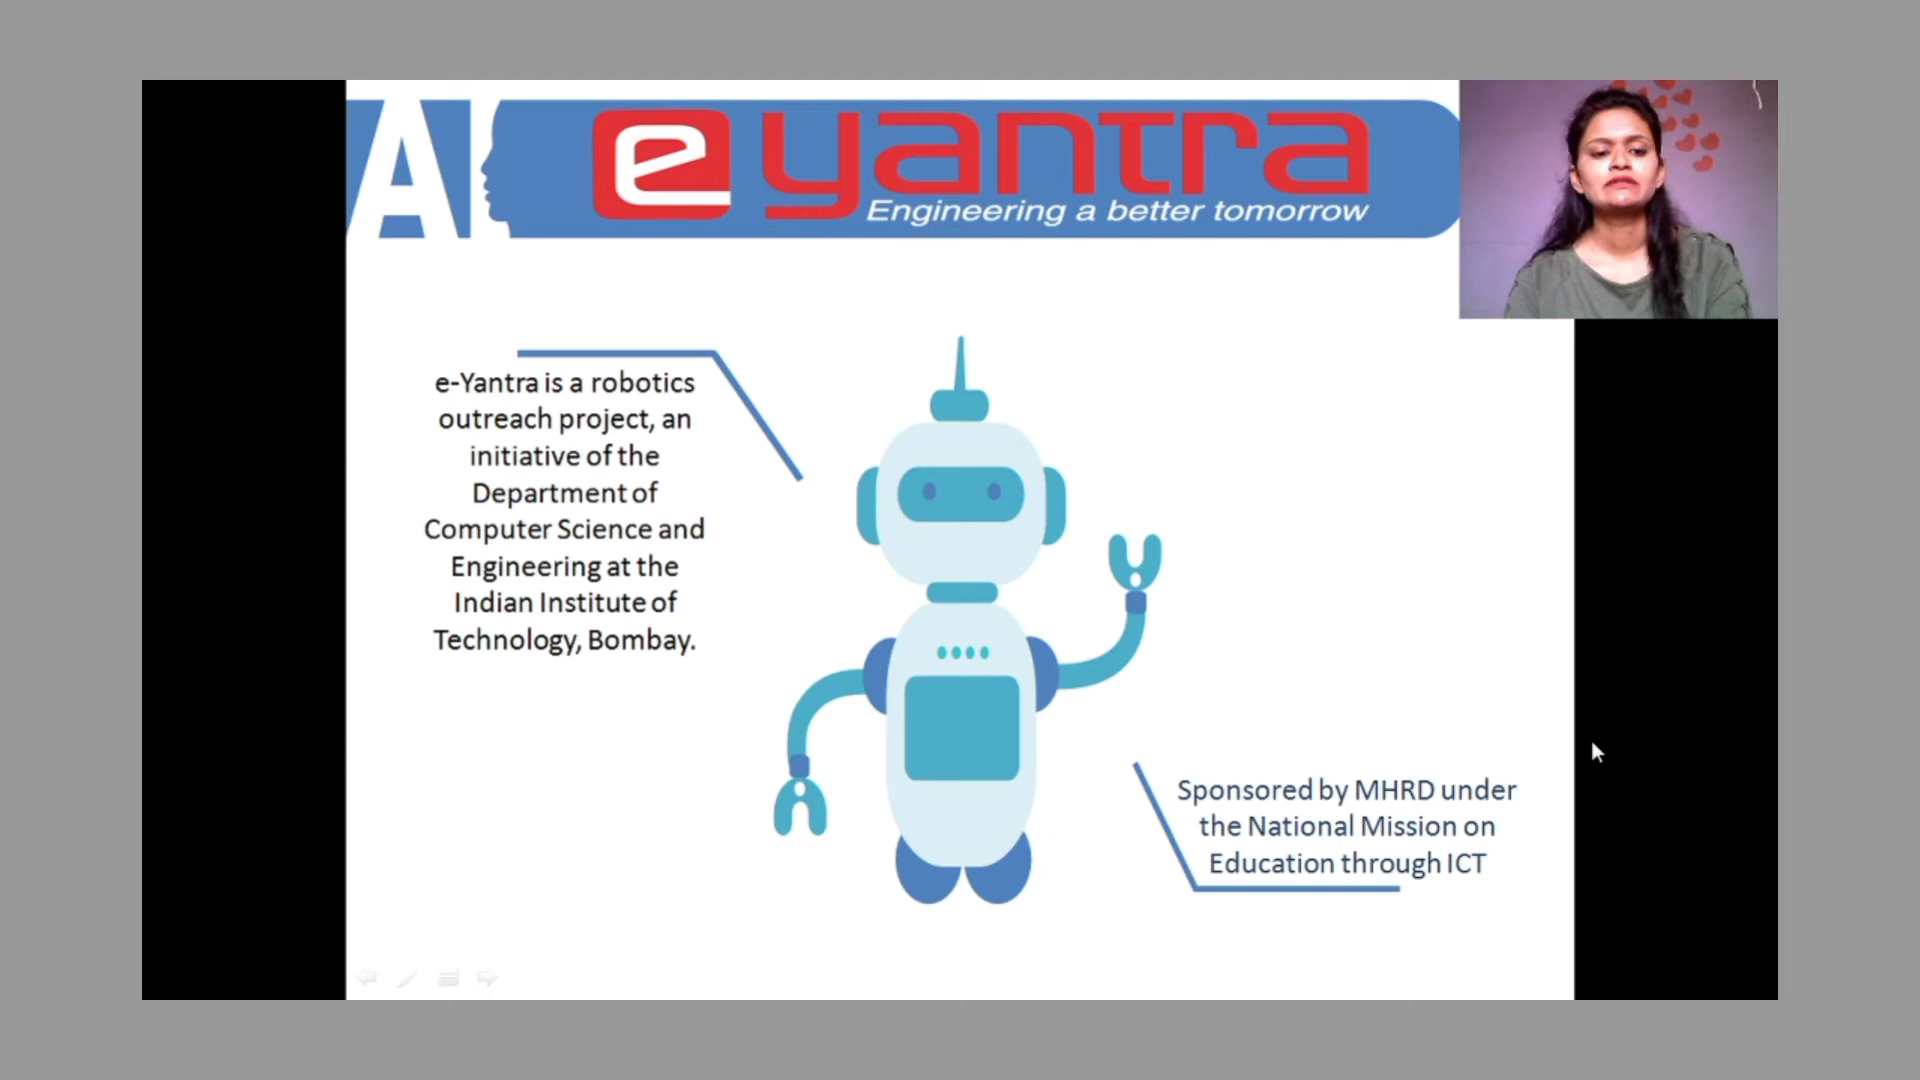 AI
e yantra
Engineering a better tomorrow
e-Yantra is a robotics
outreach project, an
initiative of the
Department of
Computer Science and
Engineering at the
Indian Institute of
Technology, Bombay.
Sponsored by MHRD under
the National Mission on
Education through ICT